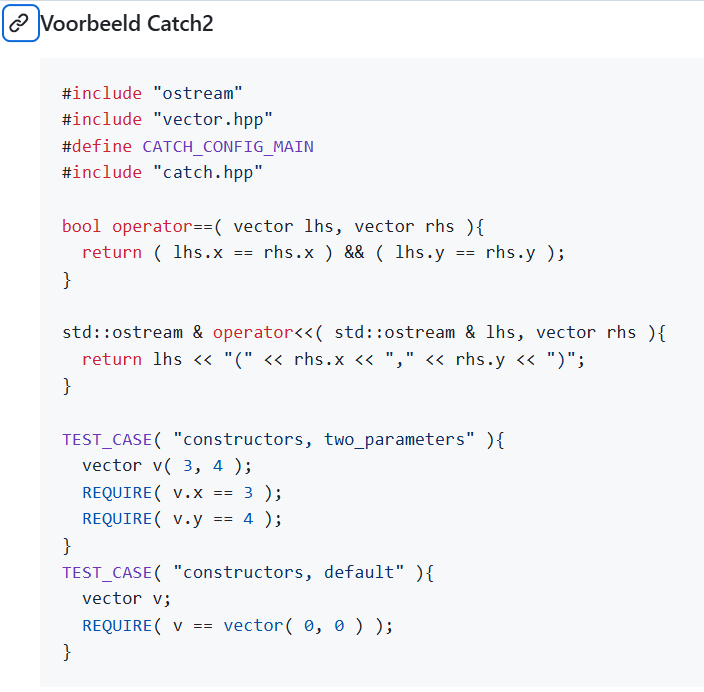 Voorbeeld Catch2
#include "ostream"
#include "vector.hpp"
#define CATCH_CONFIG_MAIN
#include "catch.hpp"

bool operator==( vector lhs, vector rhs ){
  return ( lhs.x == rhs.x ) && ( lhs.y == rhs.y );
}

std::ostream & operator<<( std::ostream & lhs, vector rhs ){
  return lhs << "(" << rhs.x << "," << rhs.y << ")";
}

TEST_CASE( "constructors, two_parameters" ){
  vector v( 3, 4 );
  REQUIRE( v.x == 3 );
  REQUIRE( v.y == 4 );
}
TEST_CASE( "constructors, default" ){
  vector v;
  REQUIRE( v == vector( 0, 0 ) );
}